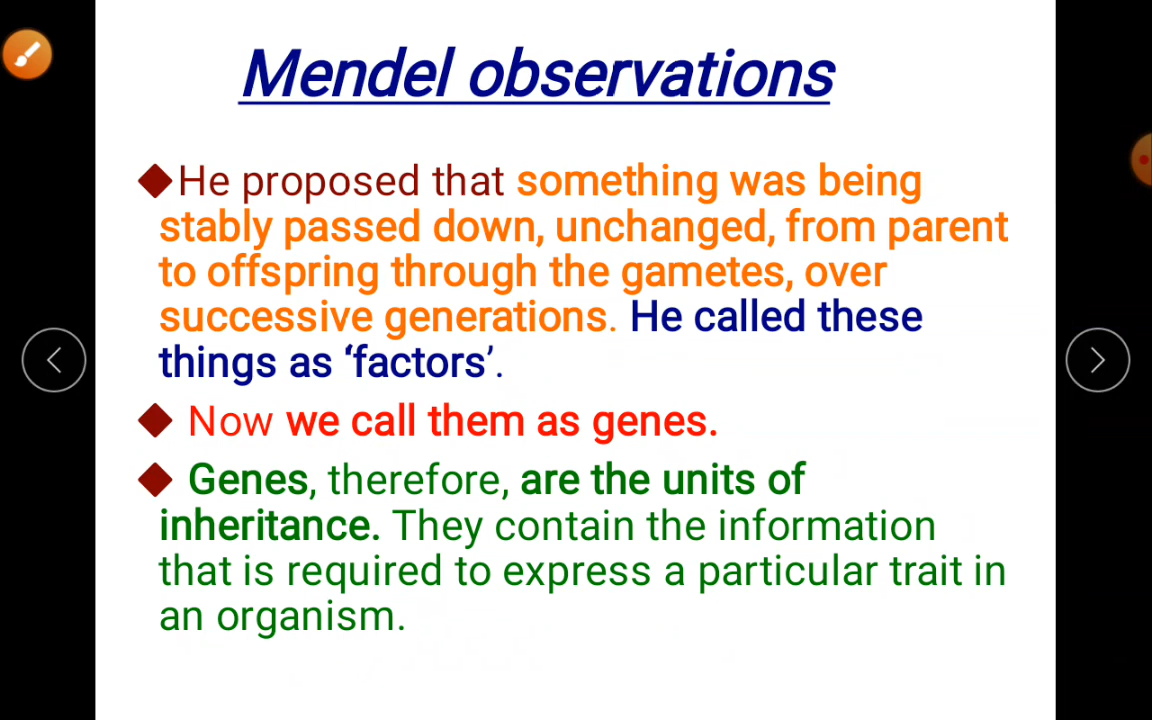 Mendel observations
He proposed that something was being
stably passed down, unchanged, from parent
to offspring through the gametes, over
successive generations. He called these
things as ‘factors’.
Now we call them as genes.
Genes, therefore, are the units of
inheritance. They contain the information
that is required to express a particular trait in
an organism.